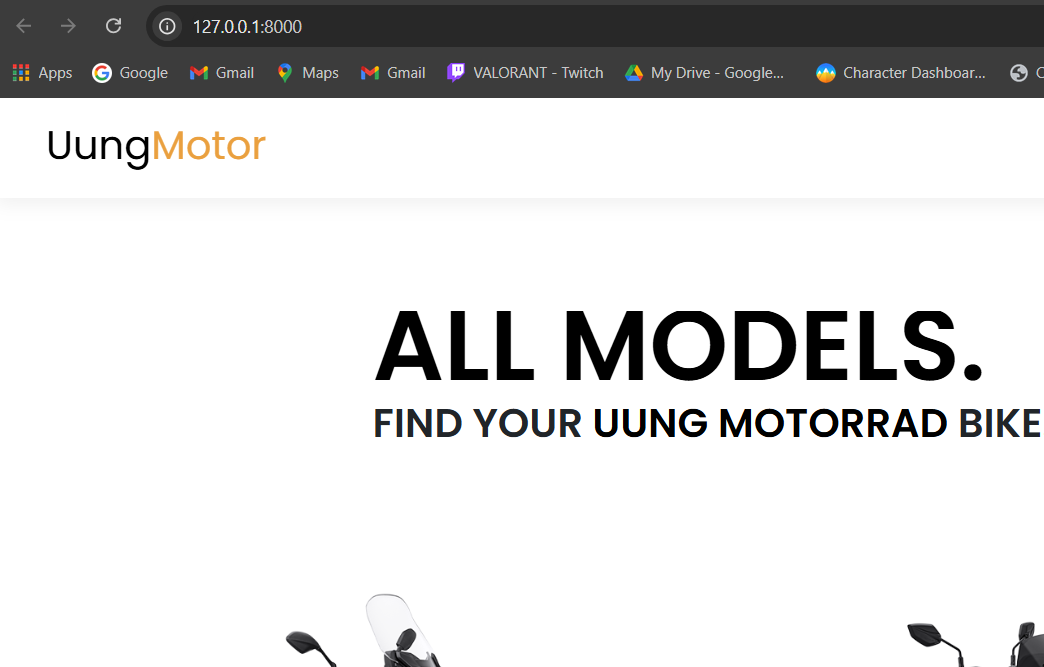 127.0.0.1:8000
Apps Google Gmail Maps Gmail VALORANT - Twitch My Drive - Google... Character Dashboar...
UungMotor
ALL MODELS.
FIND YOUR UUNG MOTORRAD BIKE